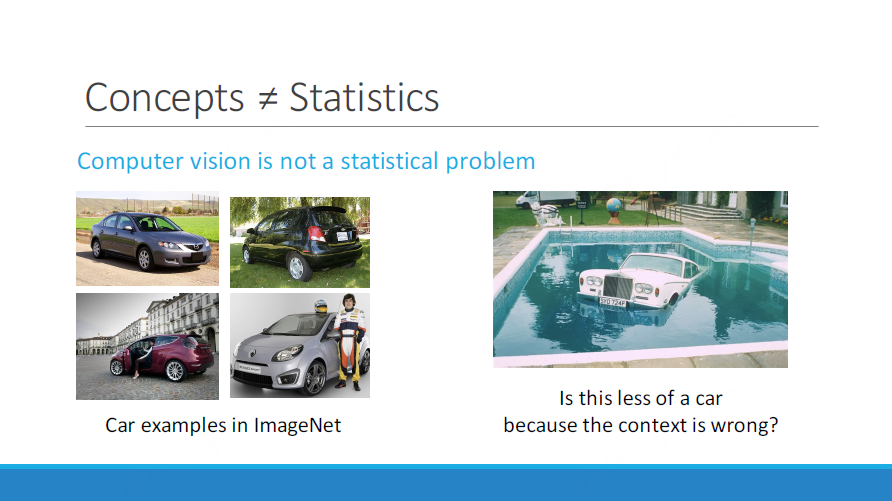 Concepts ≠ Statistics
Computer vision is not a statistical problem
Car examples in ImageNet
Is this less of a car
because the context is wrong?